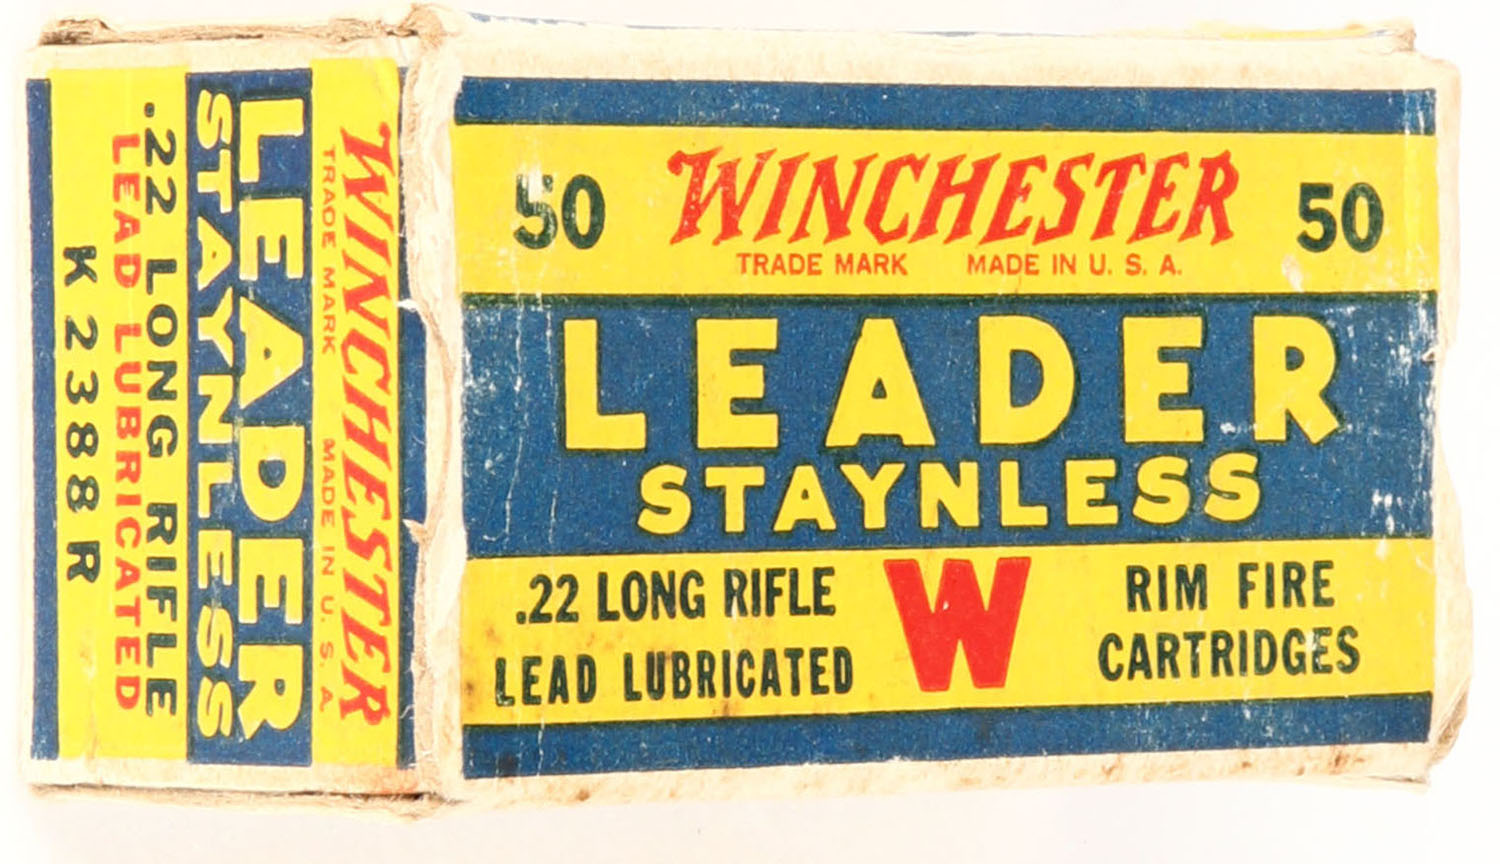 WINCHESTER
TRADE MARK MADE IN U. S. A
LEADER
STAYNLESS
.22 LONG RIFLE
LEAD LUBRICATED
K 2388 R
50 WINCHESTER 50
TRADE MARK MADE IN U. S. A.
LEADER
STAYNLESS
.22 LONG RIFLE W RIM FIRE
LEAD LUBRICATED CARTRIDGES